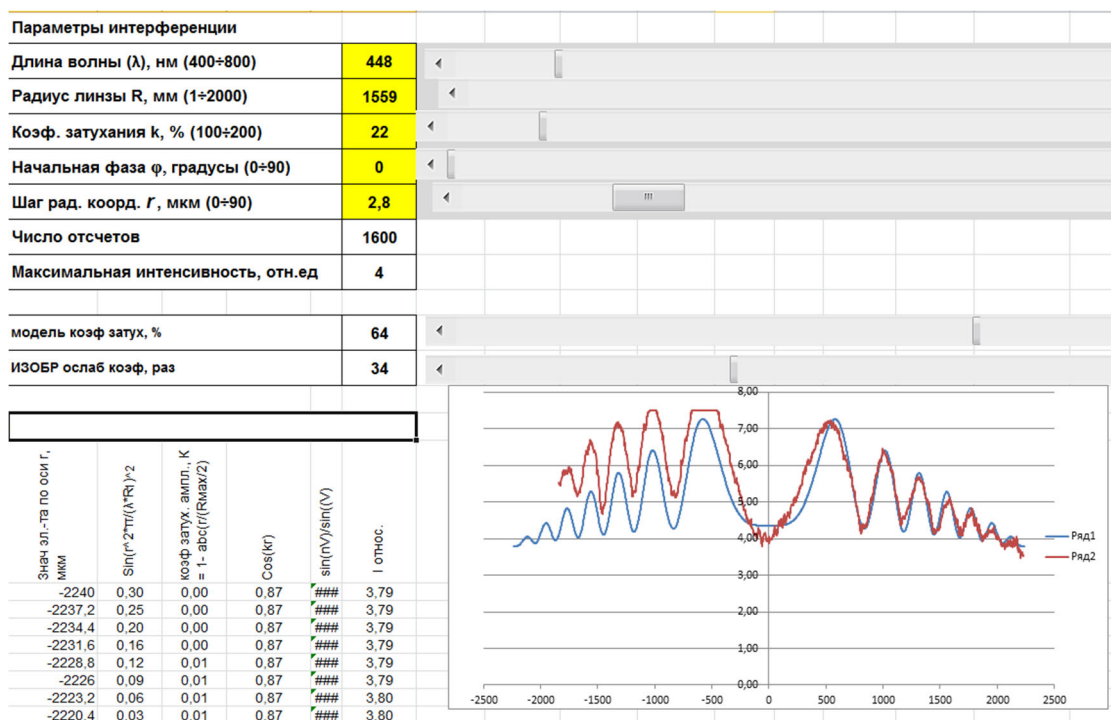 Параметры интерференции
Длина волны (λ), нм (400÷800) 448
Радиус линзы R, мм (1÷2000) 1559
Коэф. затухания k, % (100÷200) 22
Начальная фаза φ, градусы (0÷90) 0
Шаг рад. коорд. r, мкм (0÷90) 2,8
Число отсчетов 1600
Максимальная интенсивность, отн.ед 4
модель коэф затух, % 64
ИЗОБР ослаб коэф, раз 34
Знач эл.-та по оси r, мкм
Sin(r^2*π/(λ*R))^2
коэф затух. ампл., K = 1- abc(r/(Rмах/2)
Cos(kr)
sin(nV)/sin((V)
I относ.
-2240 0,30 0,00 0,87 ### 3,79
-2237,2 0,25 0,00 0,87 ### 3,79
-2234,4 0,20 0,00 0,87 ### 3,79
-2231,6 0,16 0,00 0,87 ### 3,79
-2228,8 0,12 0,01 0,87 ### 3,79
-2226 0,09 0,01 0,87 ### 3,79
-2223,2 0,06 0,01 0,87 ### 3,80
-2220,4 0,03 0,01 0,87 ### 3,80
8,00
7,00
6,00
5,00
4,00
3,00
2,00
1,00
0,00
-2500 -2000 -1500 -1000 -500 0 500 1000 1500 2000 2500
Ряд1
Ряд2